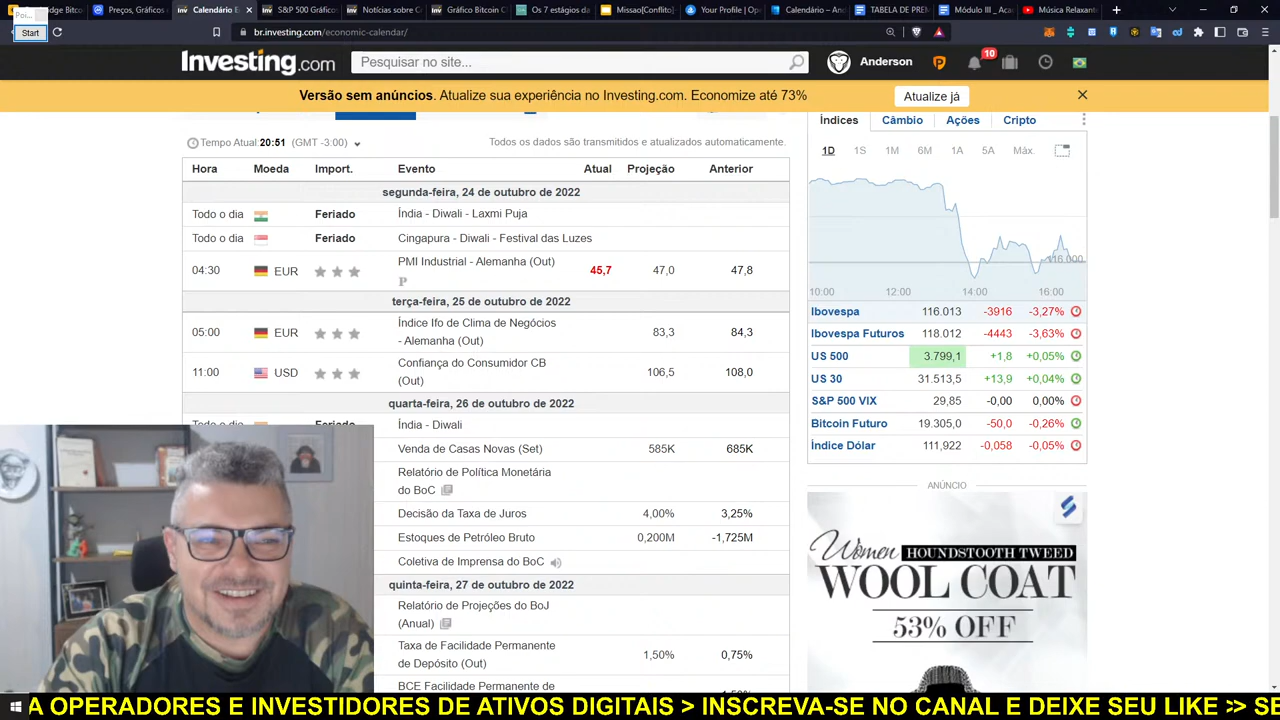 Preços, Gráficos
Calendário E
S&P 500 Gráficos
Notícias sobre C
Gráfico Bitcoin C
Os 7 estágios da
Missao[Conflito]
Your Profile | Op
Calendário – An
TABELA DE PREM
Módulo III _ Aca
Música Relaxante
Start
br.investing.com/economic-calendar/
Investing.com
Pesquisar no site...
Anderson
10
Versão sem anúncios. Atualize sua experiência no Investing.com. Economize até 73%
Atualize já
Tempo Atual: 20:51 (GMT -3:00)
Todos os dados são transmitidos e atualizados automaticamente.
Hora Moeda Import. Evento Atual Projeção Anterior
segunda-feira, 24 de outubro de 2022
Todo o dia Feriado Índia - Diwali - Laxmi Puja
Todo o dia Feriado Cingapura - Diwali - Festival das Luzes
04:30 EUR PMI Industrial - Alemanha (Out) 45,7 47,0 47,8
P
terça-feira, 25 de outubro de 2022
05:00 EUR Índice Ifo de Clima de Negócios 83,3 84,3
- Alemanha (Out)
11:00 USD Confiança do Consumidor CB 106,5 108,0
(Out)
quarta-feira, 26 de outubro de 2022
Todo o dia Feriado Índia - Diwali
Venda de Casas Novas (Set) 585K 685K
Relatório de Política Monetária
do BoC
Decisão da Taxa de Juros 4,00% 3,25%
Estoques de Petróleo Bruto 0,200M -1,725M
Coletiva de Imprensa do BoC
quinta-feira, 27 de outubro de 2022
Relatório de Projeções do BoJ
(Anual)
Taxa de Facilidade Permanente 1,50% 0,75%
de Depósito (Out)
BCE Facilidade Permanente de
Índices Câmbio Ações Cripto
1D 1S 1M 6M 1A 5A Máx.
116.000
10:00 12:00 14:00 16:00
Ibovespa 116.013 -3916 -3,27%
Ibovespa Futuros 118.012 -4443 -3,63%
US 500 3.799,1 +1,8 +0,05%
US 30 31.513,5 +13,9 +0,04%
S&P 500 VIX 29,85 -0,00 0,00%
Bitcoin Futuro 19.305,0 -50,0 -0,26%
Índice Dólar 111,922 -0,058 -0,05%
ANÚNCIO
Women HOUNDSTOOTH TWEED
WOOL COAT
53% OFF
A OPERADORES E INVESTIDORES DE ATIVOS DIGITAIS > INSCREVA-SE NO CANAL E DEIXE SEU LIKE >> SE